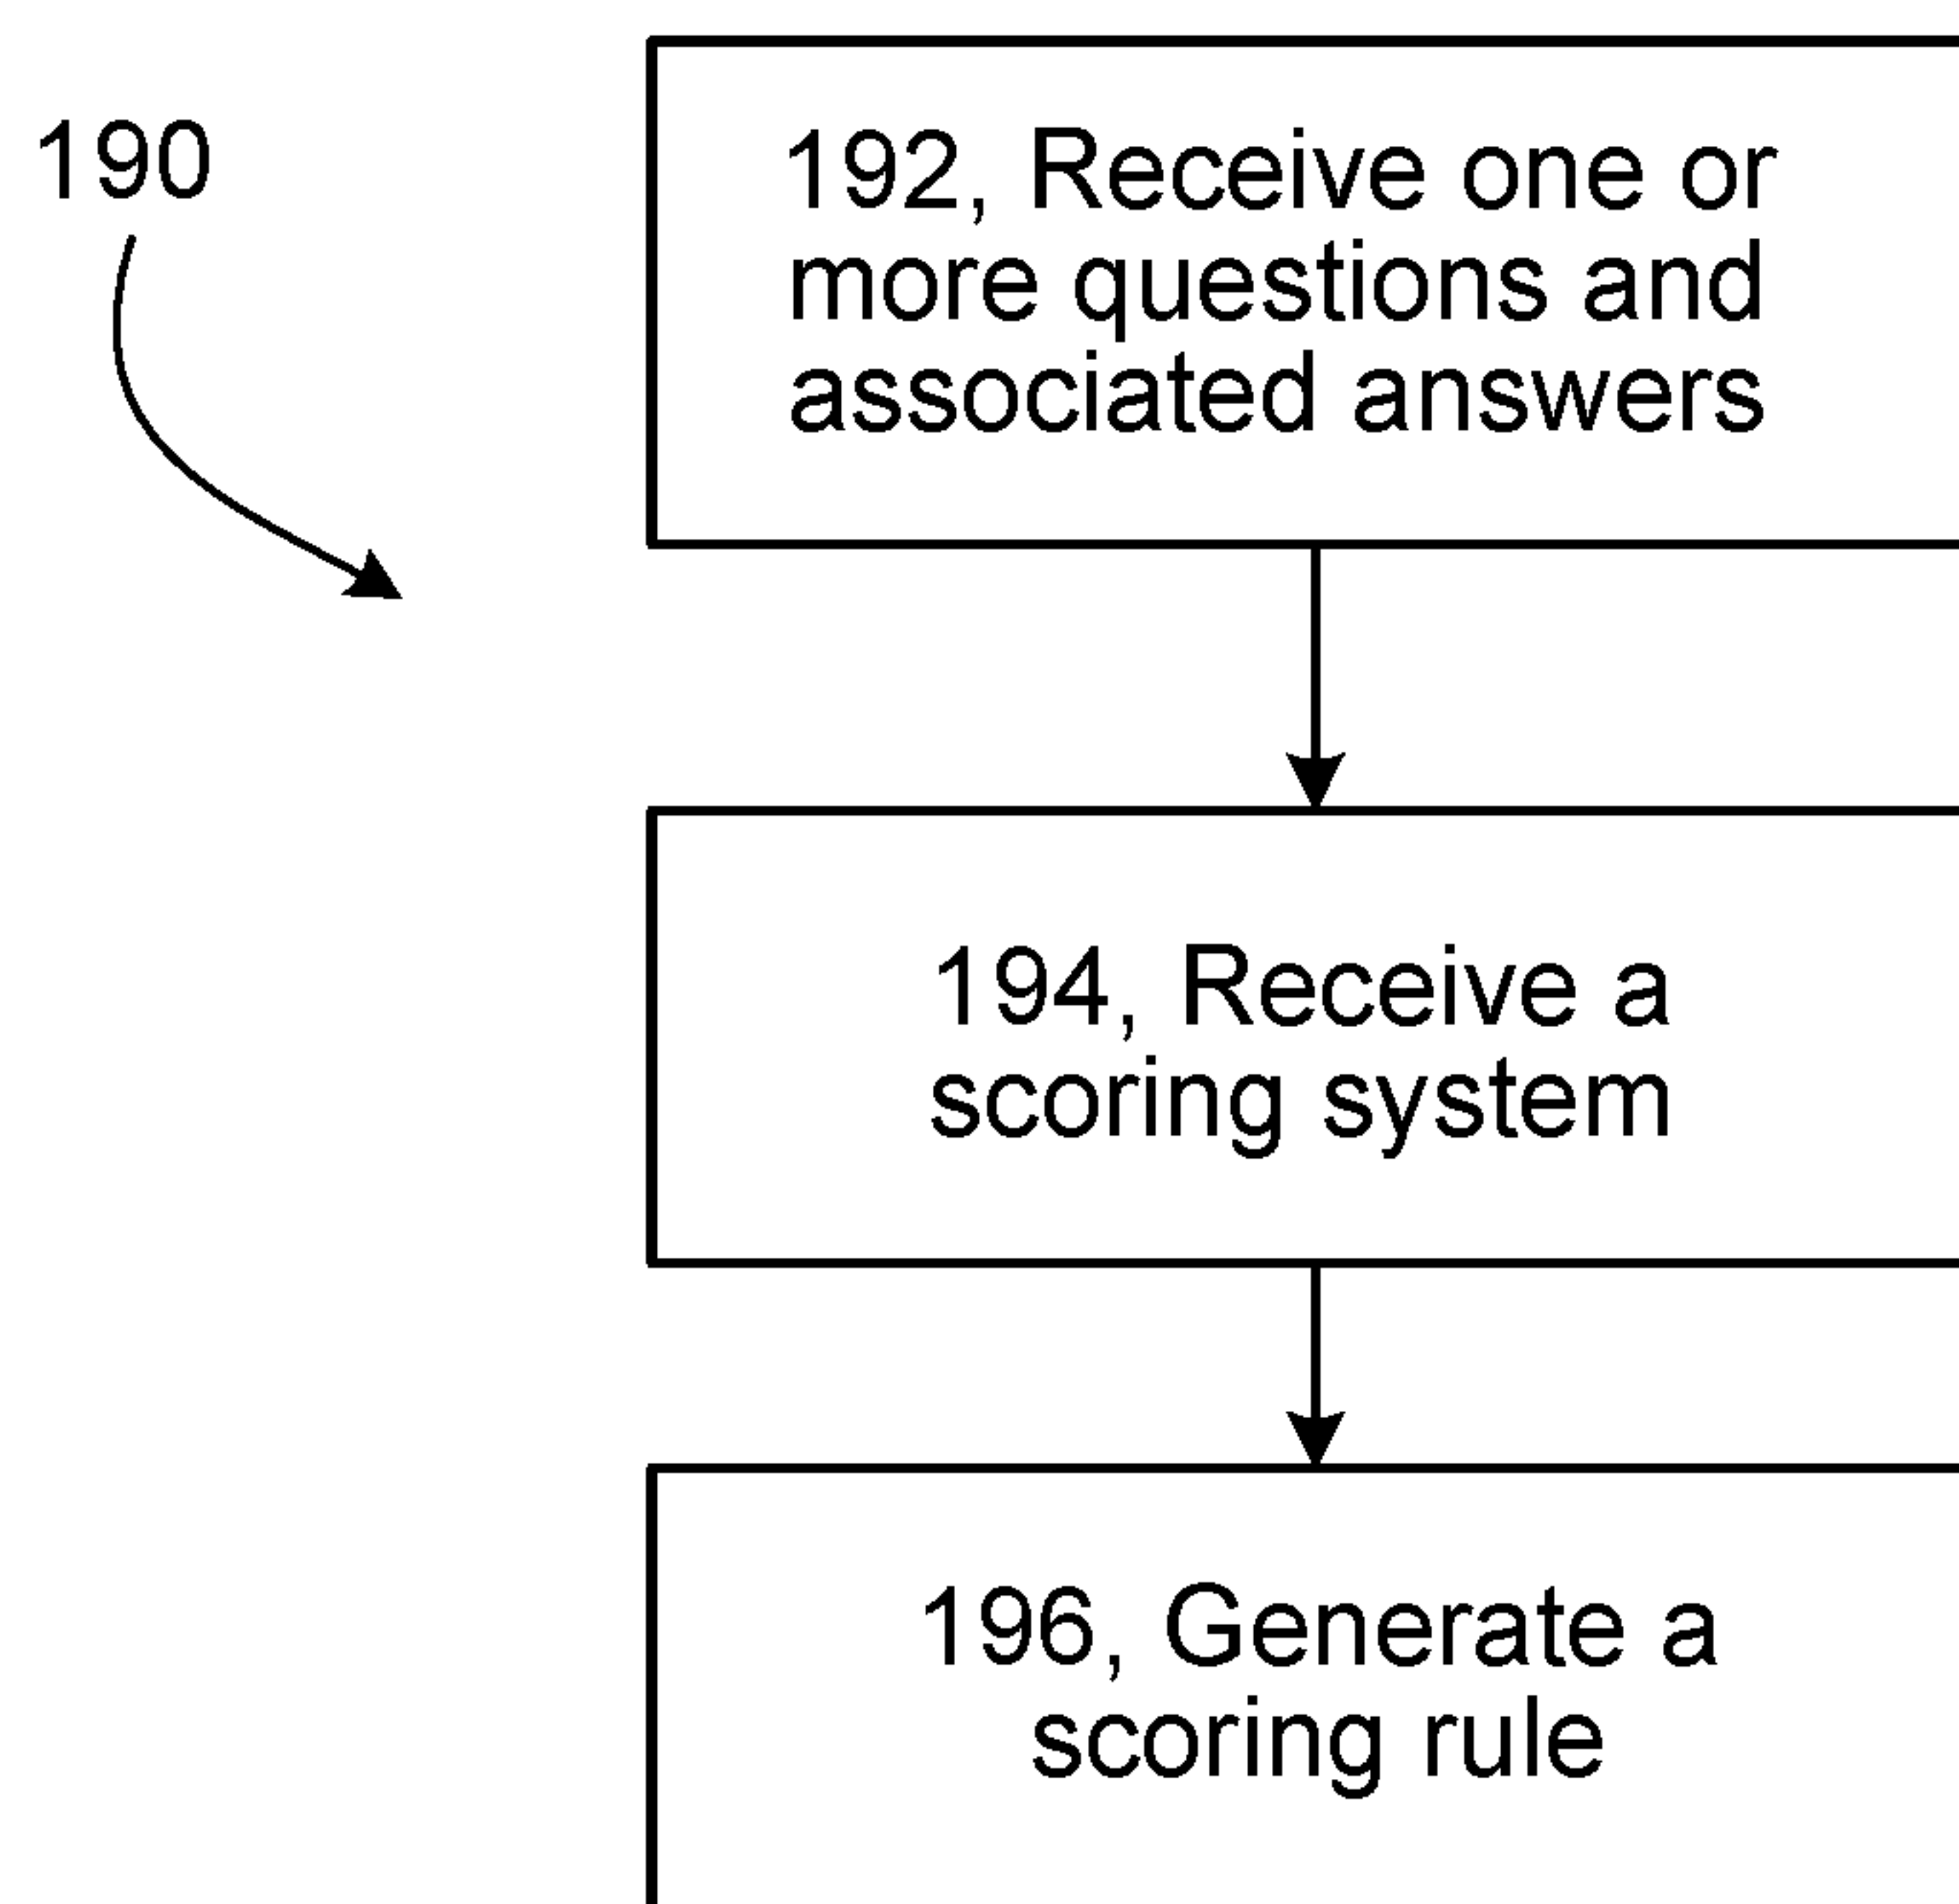 190
192, Receive one or
more questions and
associated answers
194, Receive a
scoring system
196, Generate a
scoring rule